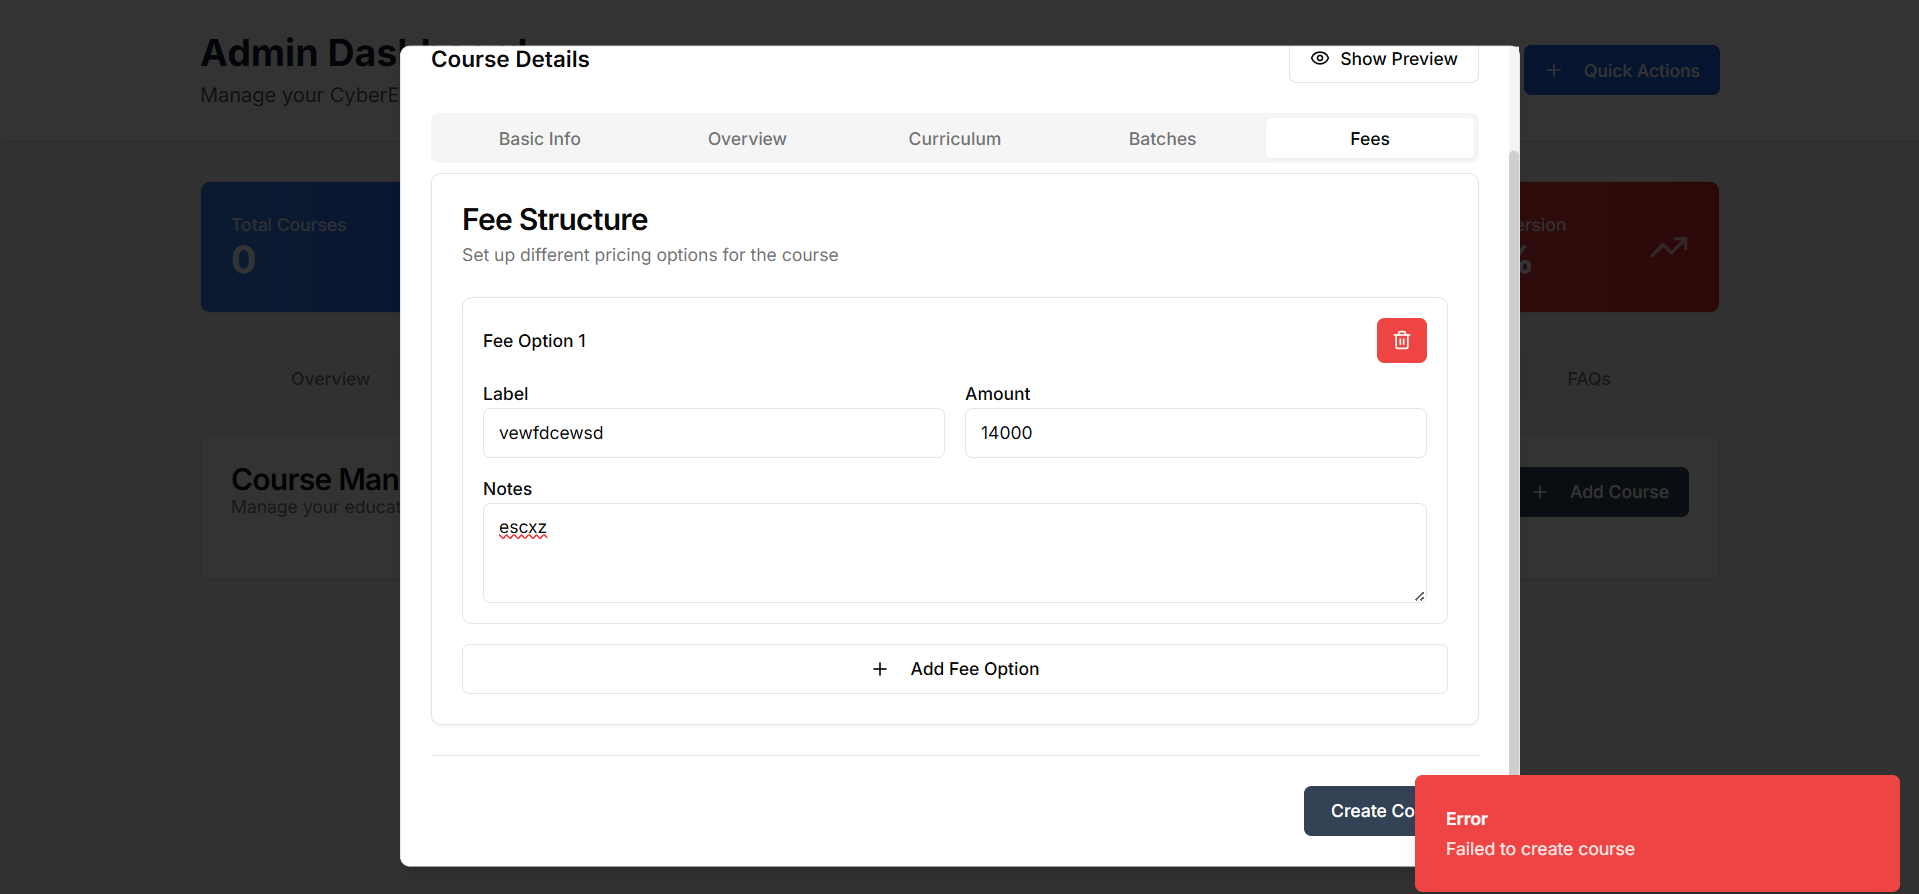 Admin Das
Manage your CyberE
Quick Actions
Course Details
Show Preview
Basic Info
Overview
Curriculum
Batches
Fees
Total Courses
0
ersion
%
Fee Structure
Set up different pricing options for the course
Fee Option 1
Overview
FAQs
Label
Amount
vewfdcewsd
14000
Course Man
Manage your educat
Add Course
Notes
escxz
Add Fee Option
Create Co
Error
Failed to create course